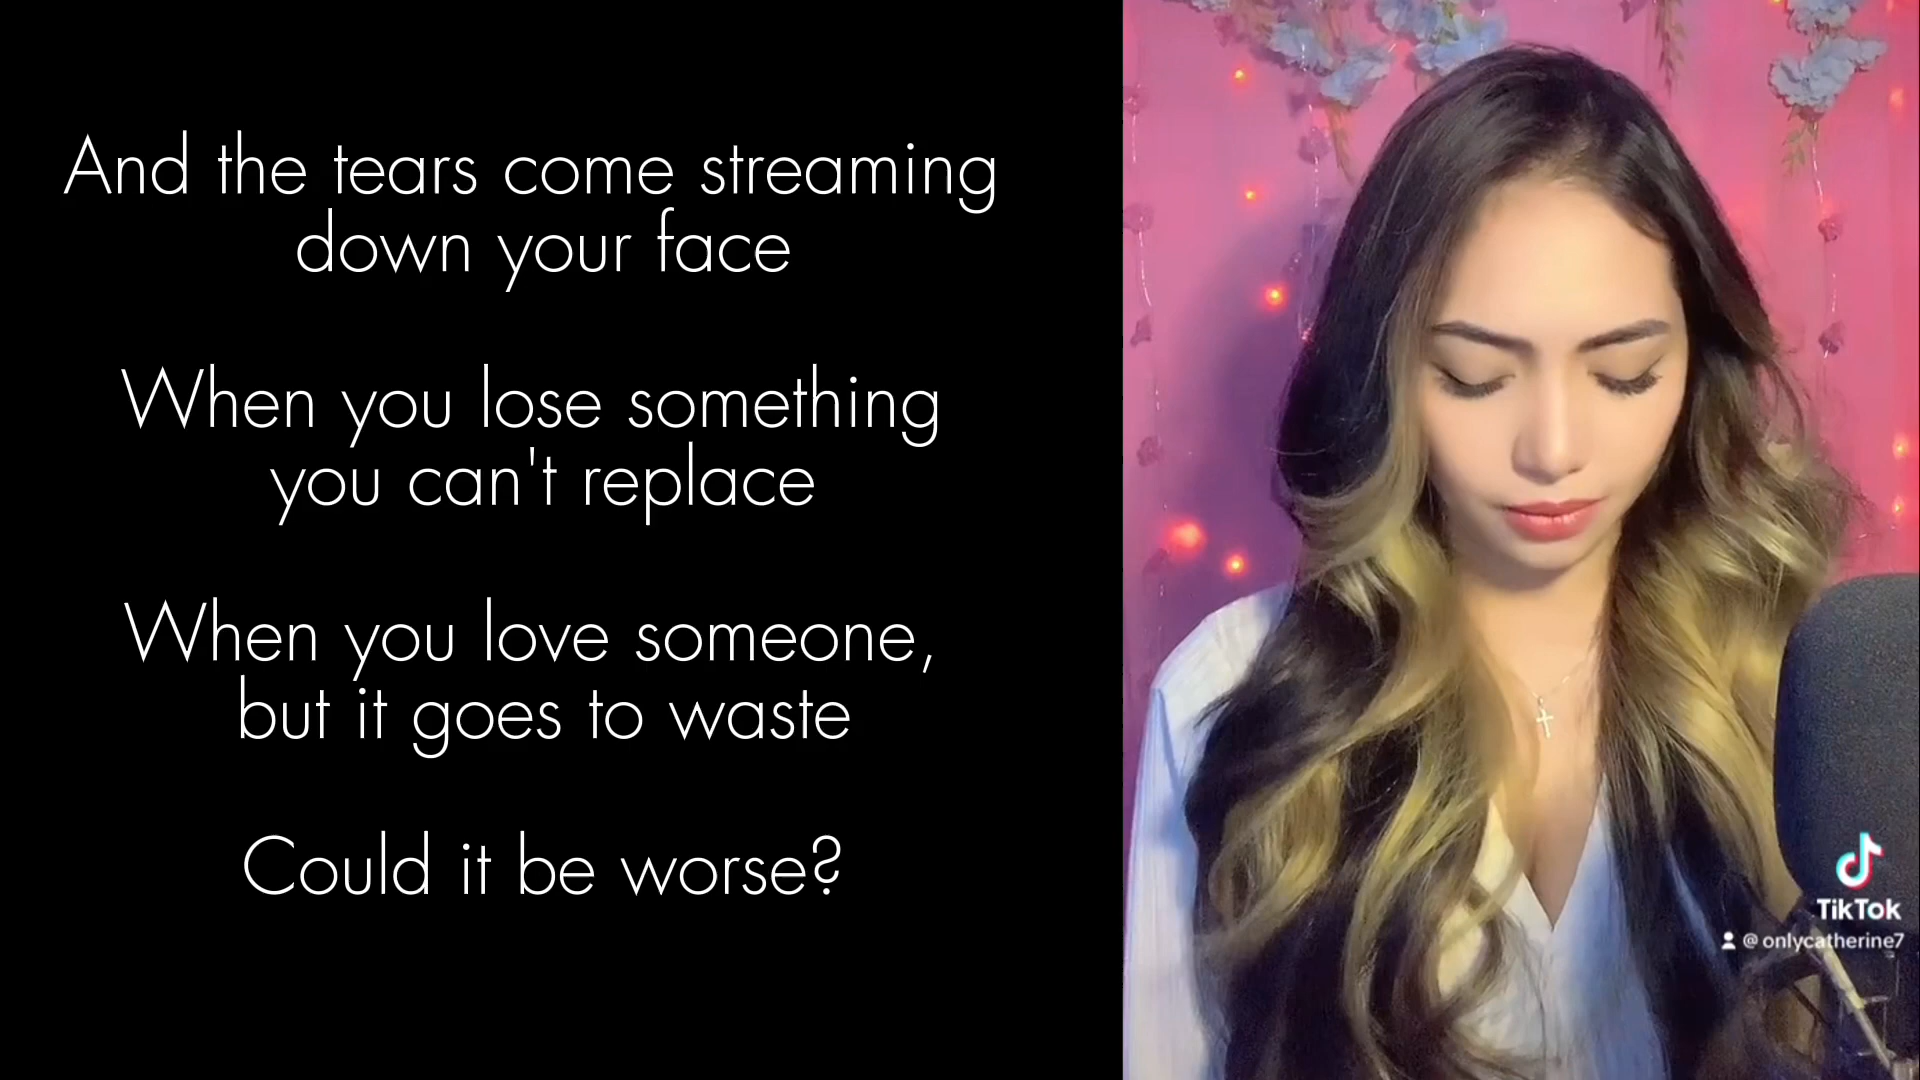 And the tears come streaming
down your face
When you lose something
you can't replace
When you love someone,
but it goes to waste
Could it be worse?
TikTok
@onlycatherine7